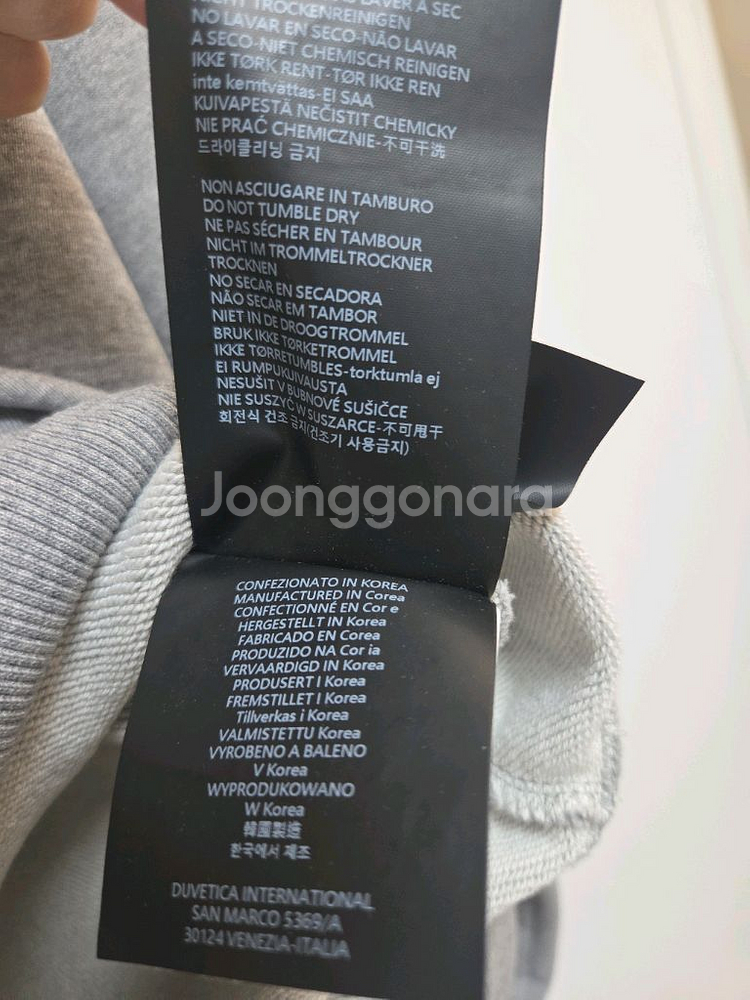 LAVER À SEC
NICHT TROCKENREINIGEN
NO LAVAR EN SECO-NÃO LAVAR
A SECO-NIET CHEMISCH REINIGEN
IKKE TØRK RENT-TØR IKKE REN
inte kemtvattas-EI SAA
KUIVAPESTÄ NEČISTIT CHEMICKY
NIE PRAĆ CHEMICZNIE-不可干洗
드라이클리닝 금지
NON ASCIUGARE IN TAMBURO
DO NOT TUMBLE DRY
NE PAS SÉCHER EN TAMBOUR
NICHT IM TROMMELTROCKNER
TROCKNEN
NO SECAR EN SECADORA
NÃO SECAR EM TAMBOR
NIET IN DE DROOGTROMMEL
BRUK IKKE TØRKETROMMEL
IKKE TØRRETUMBLES-torktumla ej
EI RUMPUKUIVAUSTA
NESUŠIT V BUBNOVÉ SUŠIČCE
NIE SUSZYĆ W SUSZARCE-不可甩干
회전식 건조 금지(건조기 사용금지)
Joonggonara
CONFEZIONATO IN KOREA
MANUFACTURED IN Corea
CONFECTIONNÉ EN Cor e
HERGESTELLT IN Korea
FABRICADO EN Corea
PRODUZIDO NA Cor ia
VERVAARDIGD IN Korea
PRODUSERT I Korea
FREMSTILLET I Korea
Tillverkas i Korea
VALMISTETTU Korea
VYROBENO A BALENO
V Korea
WYPRODUKOWANO
W Korea
韓國製造
한국에서 제조
DUVETICA INTERNATIONAL
SAN MARCO 5369/A
30124 VENEZIA-ITALIA